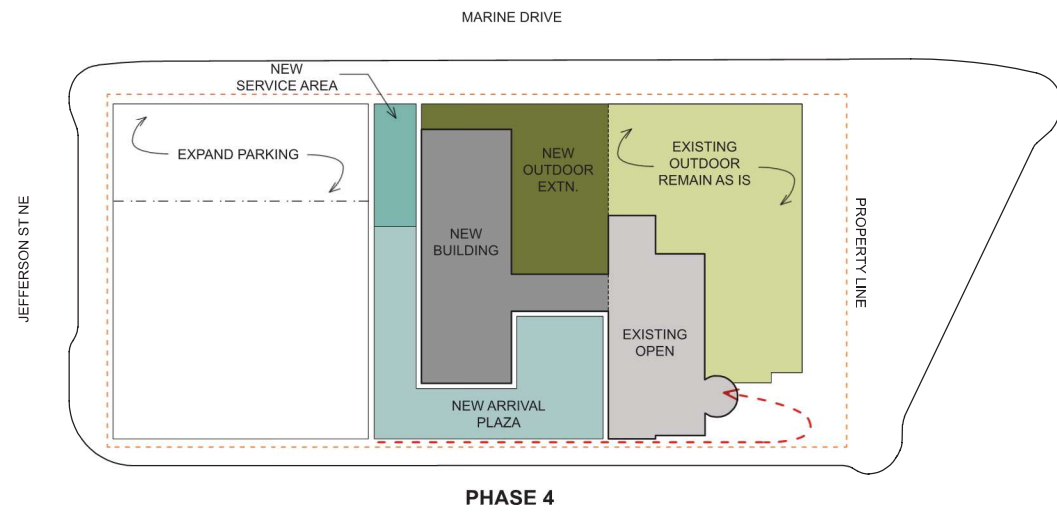 MARINE DRIVE
NEW
SERVICE AREA
EXPAND PARKING
NEW
OUTDOOR
EXTN.
EXISTING
OUTDOOR
REMAIN AS IS
JEFFERSON ST NE
NEW
BUILDING
PROPERTY LINE
EXISTING
OPEN
NEW ARRIVAL
PLAZA
PHASE 4